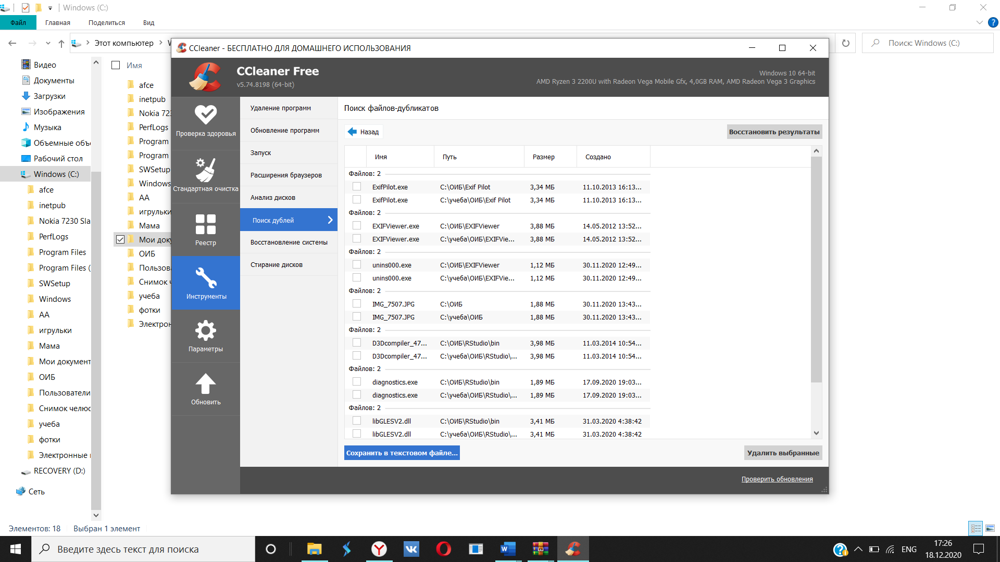 Windows (C:)
Файл Главная Поделиться Вид
Этот компьютер
Поиск: Windows (C:)
Видео
Документы
Загрузки
Изображения
Музыка
Объемные объ
Рабочий стол
Windows (C:)
afce
inetpub
Nokia 7230 Sla
PerfLogs
Program Files
Program Files (
SWSetup
Windows
АА
игрульки
Мама
Мои документ
ОИБ
Пользователи
Снимок челюс
учеба
фотки
Электронные
RECOVERY (D:)
Сеть
Имя
afce
inetpub
Nokia 723
PerfLogs
Program
Program
SWSetup
Windows
АА
игрульки
Мама
Мои доку
ОИБ
Пользова
Снимок ч
учеба
фотки
Электрон
CCleaner - БЕСПЛАТНО ДЛЯ ДОМАШНЕГО ИСПОЛЬЗОВАНИЯ
CCleaner Free
v5.74.8198 (64-bit)
Windows 10 64-bit
AMD Ryzen 3 2200U with Radeon Vega Mobile Gfx, 4,0GB RAM, AMD Radeon Vega 3 Graphics
Проверка здоровья
Стандартная очистка
Реестр
Инструменты
Параметры
Обновить
Удаление программ
Обновление программ
Запуск
Расширения браузеров
Анализ дисков
Поиск дублей
Восстановление системы
Стирание дисков
Поиск файлов-дубликатов
Назад
Восстановить результаты
Имя Путь Размер Создано
Файлов: 2
ExifPilot.exe C:\ОИБ\Exif Pilot 3,34 МБ 11.10.2013 16:13...
ExifPilot.exe C:\учеба\ОИБ\Exif Pilot 3,34 МБ 11.10.2013 16:13...
Файлов: 2
EXIFViewer.exe C:\ОИБ\EXIFViewer 3,88 МБ 14.05.2012 13:52...
EXIFViewer.exe C:\учеба\ОИБ\EXIFVie... 3,88 МБ 14.05.2012 13:52...
Файлов: 2
unins000.exe C:\ОИБ\EXIFViewer 1,12 МБ 30.11.2020 12:49...
unins000.exe C:\учеба\ОИБ\EXIFVie... 1,12 МБ 30.11.2020 12:49...
Файлов: 2
IMG_7507.JPG C:\ОИБ 1,88 МБ 30.11.2020 13:43...
IMG_7507.JPG C:\учеба\ОИБ 1,88 МБ 30.11.2020 13:43...
Файлов: 2
D3Dcompiler_47... C:\ОИБ\RStudio\bin 3,98 МБ 11.03.2014 10:54...
D3Dcompiler_47... C:\учеба\ОИБ\RStudio\... 3,98 МБ 11.03.2014 10:54...
Файлов: 2
diagnostics.exe C:\ОИБ\RStudio\bin 1,89 МБ 17.09.2020 19:03...
diagnostics.exe C:\учеба\ОИБ\RStudio\... 1,89 МБ 17.09.2020 19:03...
Файлов: 2
libGLESV2.dll C:\ОИБ\RStudio\bin 3,41 МБ 31.03.2020 4:38:42
libGLESV2.dll C:\учеба\ОИБ\RStudio\... 3,41 МБ 31.03.2020 4:38:42
Сохранить в текстовом файле...
Удалить выбранные
Проверить обновления
Элементов: 18 Выбран 1 элемент
Введите здесь текст для поиска
ENG
17:26
18.12.2020